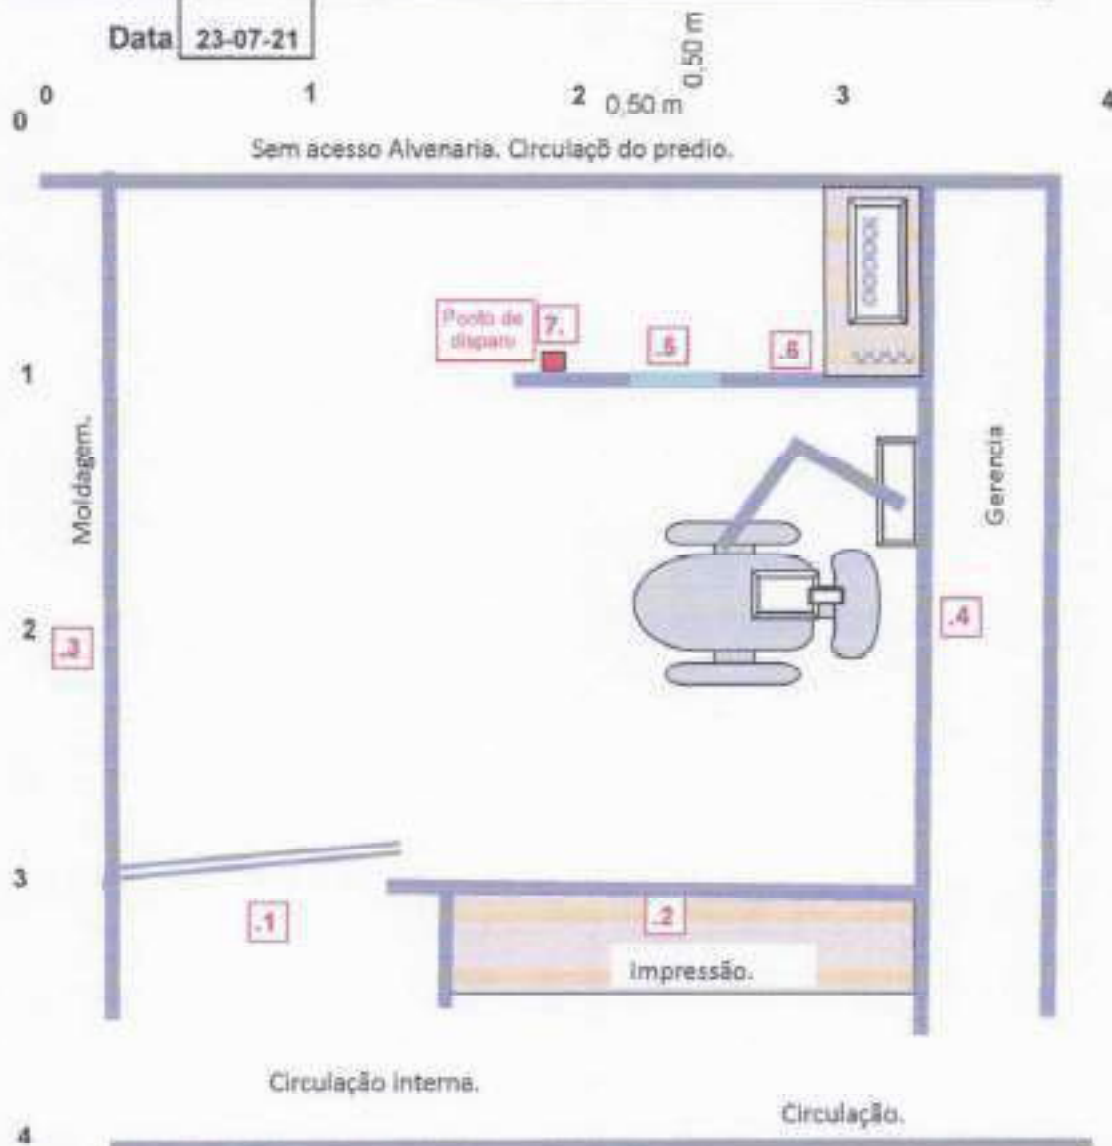 Data 23-07-21
0,50 m
0 1 2 3 4
0,50 m
0
Sem acesso Alvenaria. Circulaçõ do predio.
Ponto de
disparo
7.
.5
.6
1
Moldagem.
Gerencia
2
.3
.4
3
.1
.2
Impressão.
Circulação interna.
Circulação.
4